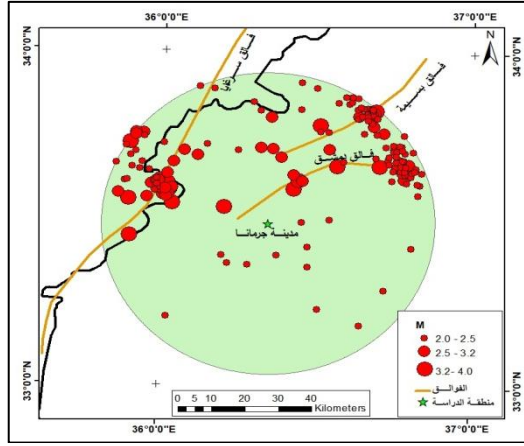 36°0'0"E
37°0'0"E
34°0'0"N
34°0'0"N
N
فالق سرغايا
فالق بسيمة
فالق دمشق
مدينة جرمانا
M
2.0 - 2.5
2.5 - 3.2
3.2 - 4.0
الفوالق
منطقة الدراسة
33°0'0"N
33°0'0"N
0 5 10 20 30 40
Kilometers
36°0'0"E
37°0'0"E